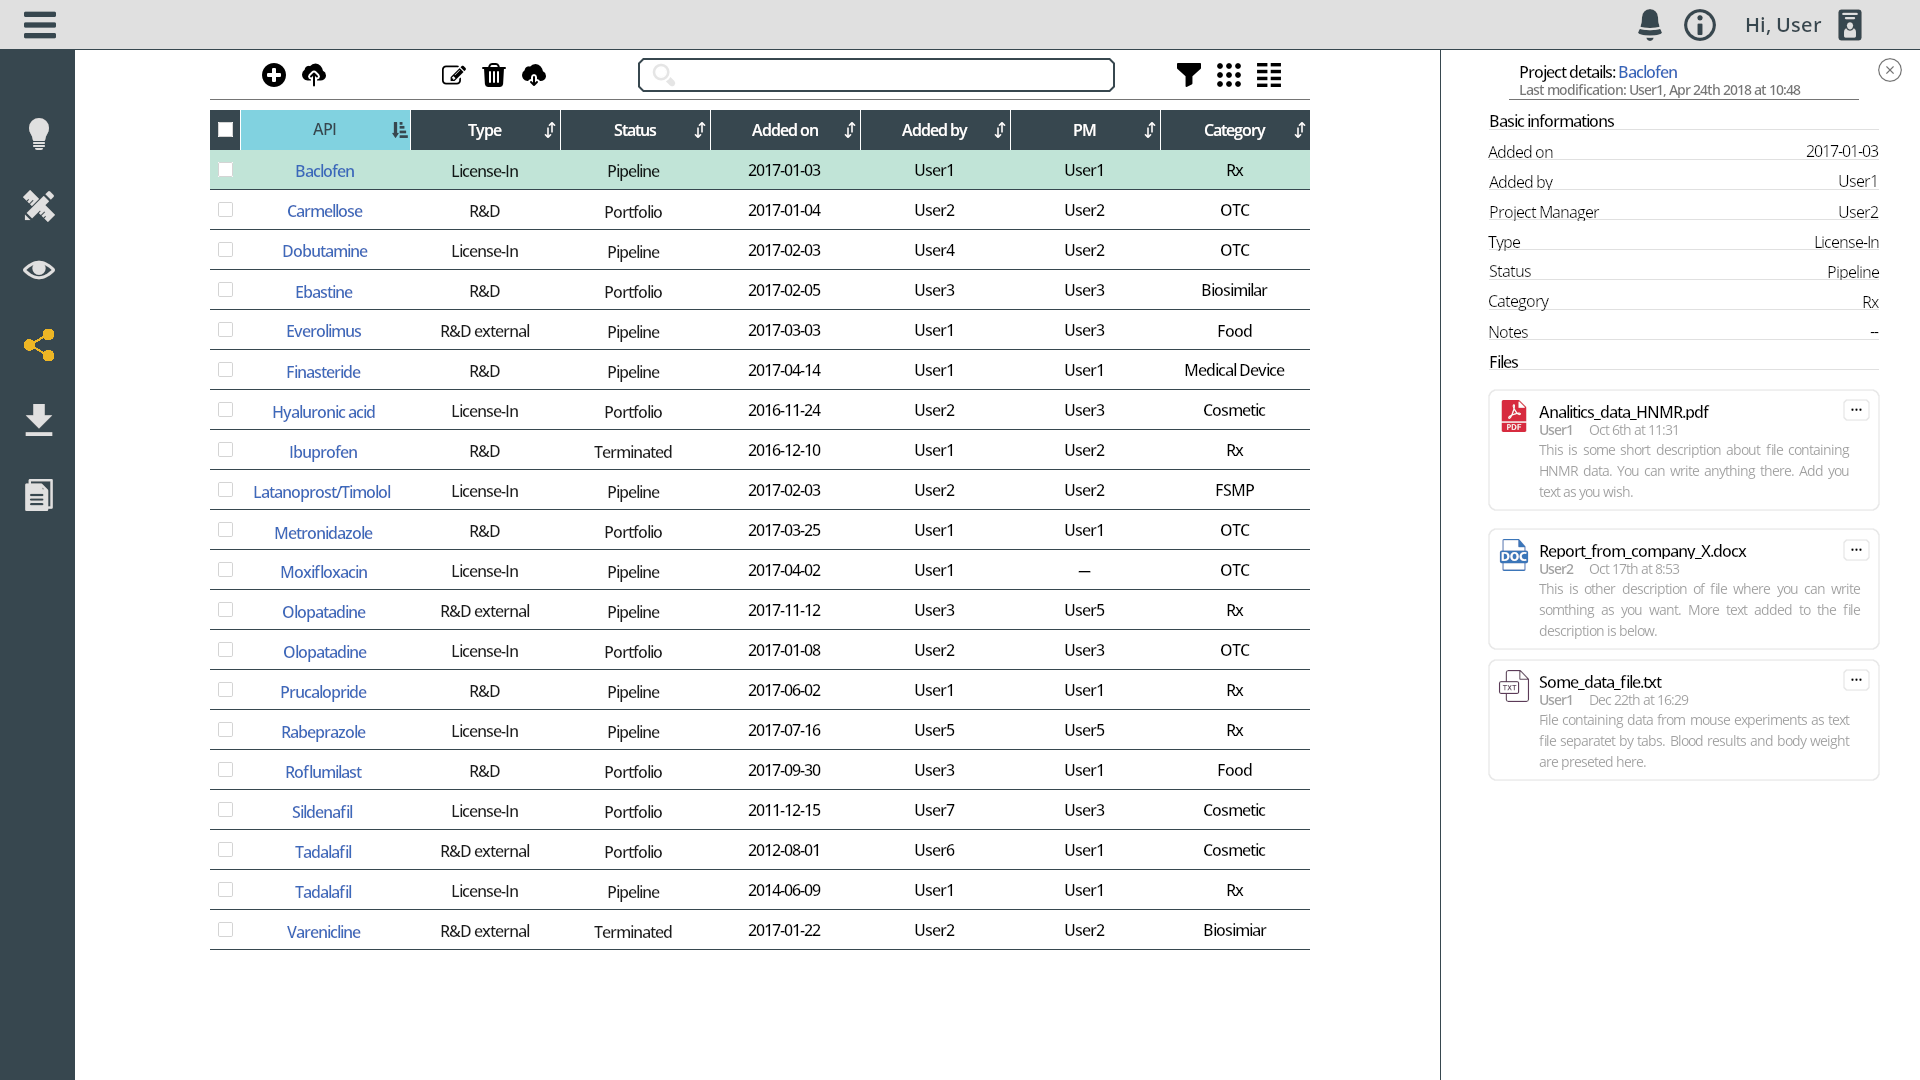 Hi, User
API Type Status Added on Added by PM Category
Baclofen License-In Pipeline 2017-01-03 User1 User1 Rx
Carmellose R&D Portfolio 2017-01-04 User2 User2 OTC
Dobutamine License-In Pipeline 2017-02-03 User4 User2 OTC
Ebastine R&D Portfolio 2017-02-05 User3 User3 Biosimilar
Everolimus R&D external Pipeline 2017-03-03 User1 User3 Food
Finasteride R&D Pipeline 2017-04-14 User1 User1 Medical Device
Hyaluronic acid License-In Portfolio 2016-11-24 User2 User3 Cosmetic
Ibuprofen R&D Terminated 2016-12-10 User1 User2 Rx
Latanoprost/Timolol License-In Pipeline 2017-02-03 User2 User2 FSMP
Metronidazole R&D Portfolio 2017-03-25 User1 User1 OTC
Moxifloxacin License-In Pipeline 2017-04-02 User1 — OTC
Olopatadine R&D external Pipeline 2017-11-12 User3 User5 Rx
Olopatadine License-In Portfolio 2017-01-08 User2 User3 OTC
Prucalopride R&D Pipeline 2017-06-02 User1 User1 Rx
Rabeprazole License-In Pipeline 2017-07-16 User5 User5 Rx
Roflumilast R&D Portfolio 2017-09-30 User3 User1 Food
Sildenafil License-In Portfolio 2011-12-15 User7 User3 Cosmetic
Tadalafil R&D external Portfolio 2012-08-01 User6 User1 Cosmetic
Tadalafil License-In Pipeline 2014-06-09 User1 User1 Rx
Varenicline R&D external Terminated 2017-01-22 User2 User2 Biosimiar
Project details: Baclofen
Last modification: User1, Apr 24th 2018 at 10:48
Basic informations
Added on 2017-01-03
Added by User1
Project Manager User2
Type License-In
Status Pipeline
Category Rx
Notes --
Files
PDF
Analitics_data_HNMR.pdf
User1 Oct 6th at 11:31
This is some short description about file containing
HNMR data. You can write anything there. Add you
text as you wish.
DOC
Report_from_company_X.docx
User2 Oct 17th at 8:53
This is other description of file where you can write
somthing as you want. More text added to the file
description is below.
TXT
Some_data_file.txt
User1 Dec 22th at 16:29
File containing data from mouse experiments as text
file separatet by tabs. Blood results and body weight
are preseted here.